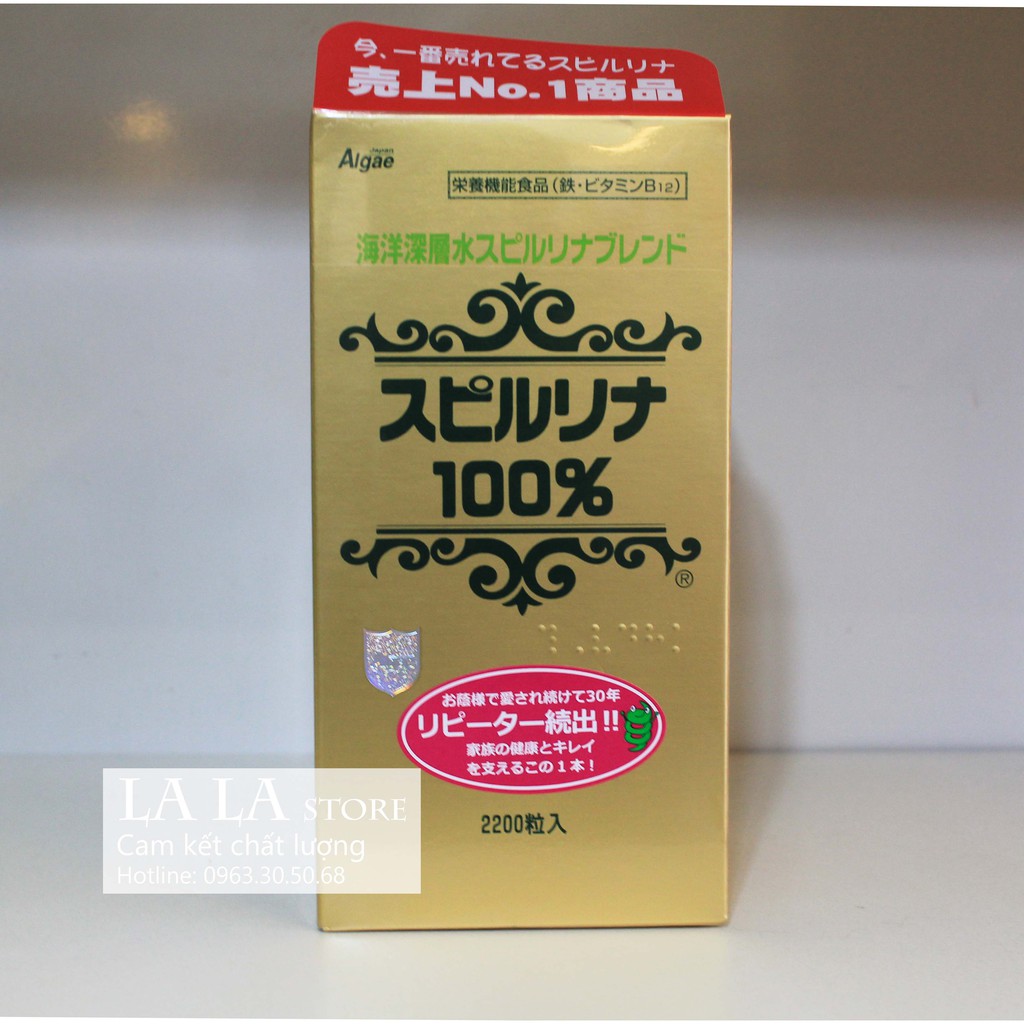 今、一番売れてるスピルリナ
売上No.1商品
Japan
Algae
栄養機能食品(鉄・ビタミンB12)
海洋深層水スピルリナブレンド
スピルリナ
100%
®
お蔭様で愛され続けて30年
リピーター続出!!
家族の健康とキレイ
を支えるこの1本!
2200粒入
LA LA STORE
Cam kết chất lượng
Hotline: 0963.30.50.68